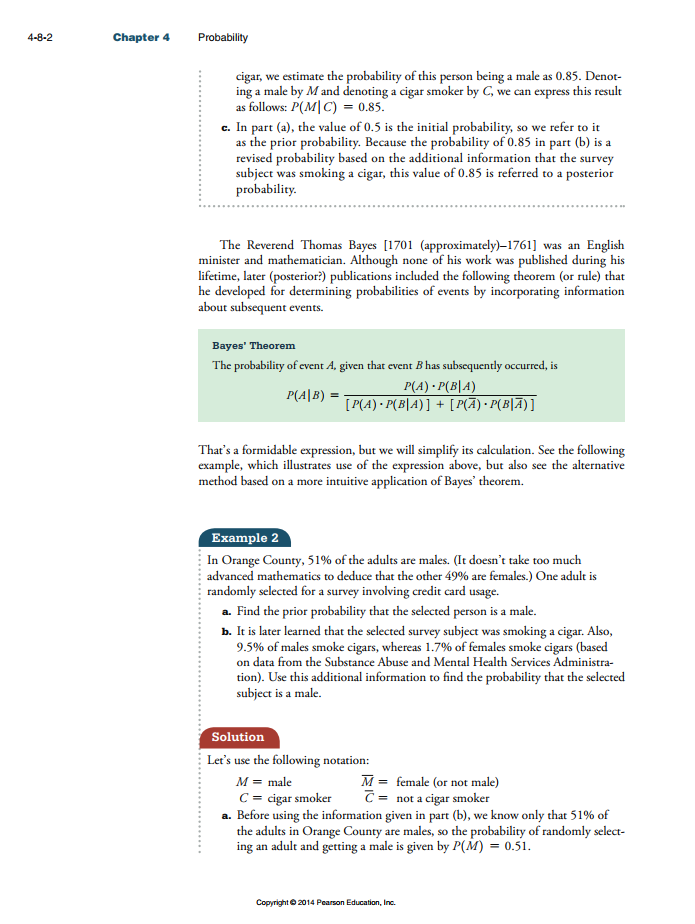 4-8-2 Chapter 4 Probability
cigar, we estimate the probability of this person being a male as 0.85. Denot-
ing a male by M and denoting a cigar smoker by C, we can express this result
as follows: P(M|C) = 0.85.
c. In part (a), the value of 0.5 is the initial probability, so we refer to it
as the prior probability. Because the probability of 0.85 in part (b) is a
revised probability based on the additional information that the survey
subject was smoking a cigar, this value of 0.85 is referred to a posterior
probability.
The Reverend Thomas Bayes [1701 (approximately)–1761] was an English
minister and mathematician. Although none of his work was published during his
lifetime, later (posterior?) publications included the following theorem (or rule) that
he developed for determining probabilities of events by incorporating information
about subsequent events.
Bayes' Theorem
The probability of event A, given that event B has subsequently occurred, is
P(A|B) = P(A) · P(B|A) / [P(A) · P(B|A)] + [P(A̅) · P(B|A̅)]
That's a formidable expression, but we will simplify its calculation. See the following
example, which illustrates use of the expression above, but also see the alternative
method based on a more intuitive application of Bayes' theorem.
Example 2
In Orange County, 51% of the adults are males. (It doesn't take too much
advanced mathematics to deduce that the other 49% are females.) One adult is
randomly selected for a survey involving credit card usage.
a. Find the prior probability that the selected person is a male.
b. It is later learned that the selected survey subject was smoking a cigar. Also,
9.5% of males smoke cigars, whereas 1.7% of females smoke cigars (based
on data from the Substance Abuse and Mental Health Services Administra-
tion). Use this additional information to find the probability that the selected
subject is a male.
Solution
Let's use the following notation:
M = male M̅ = female (or not male)
C = cigar smoker C̅ = not a cigar smoker
a. Before using the information given in part (b), we know only that 51% of
the adults in Orange County are males, so the probability of randomly select-
ing an adult and getting a male is given by P(M) = 0.51.
Copyright © 2014 Pearson Education, Inc.